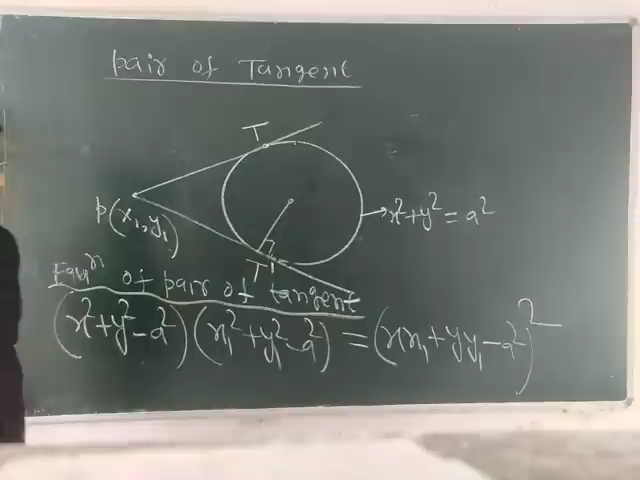 pair of Tangent
T
P(x₁,y₁)
→x²+y²=a²
T'
Equⁿ of pair of tangent
(x²+y²-a²)(x₁²+y₁²-a²)=(xx₁+yy₁-a²)²